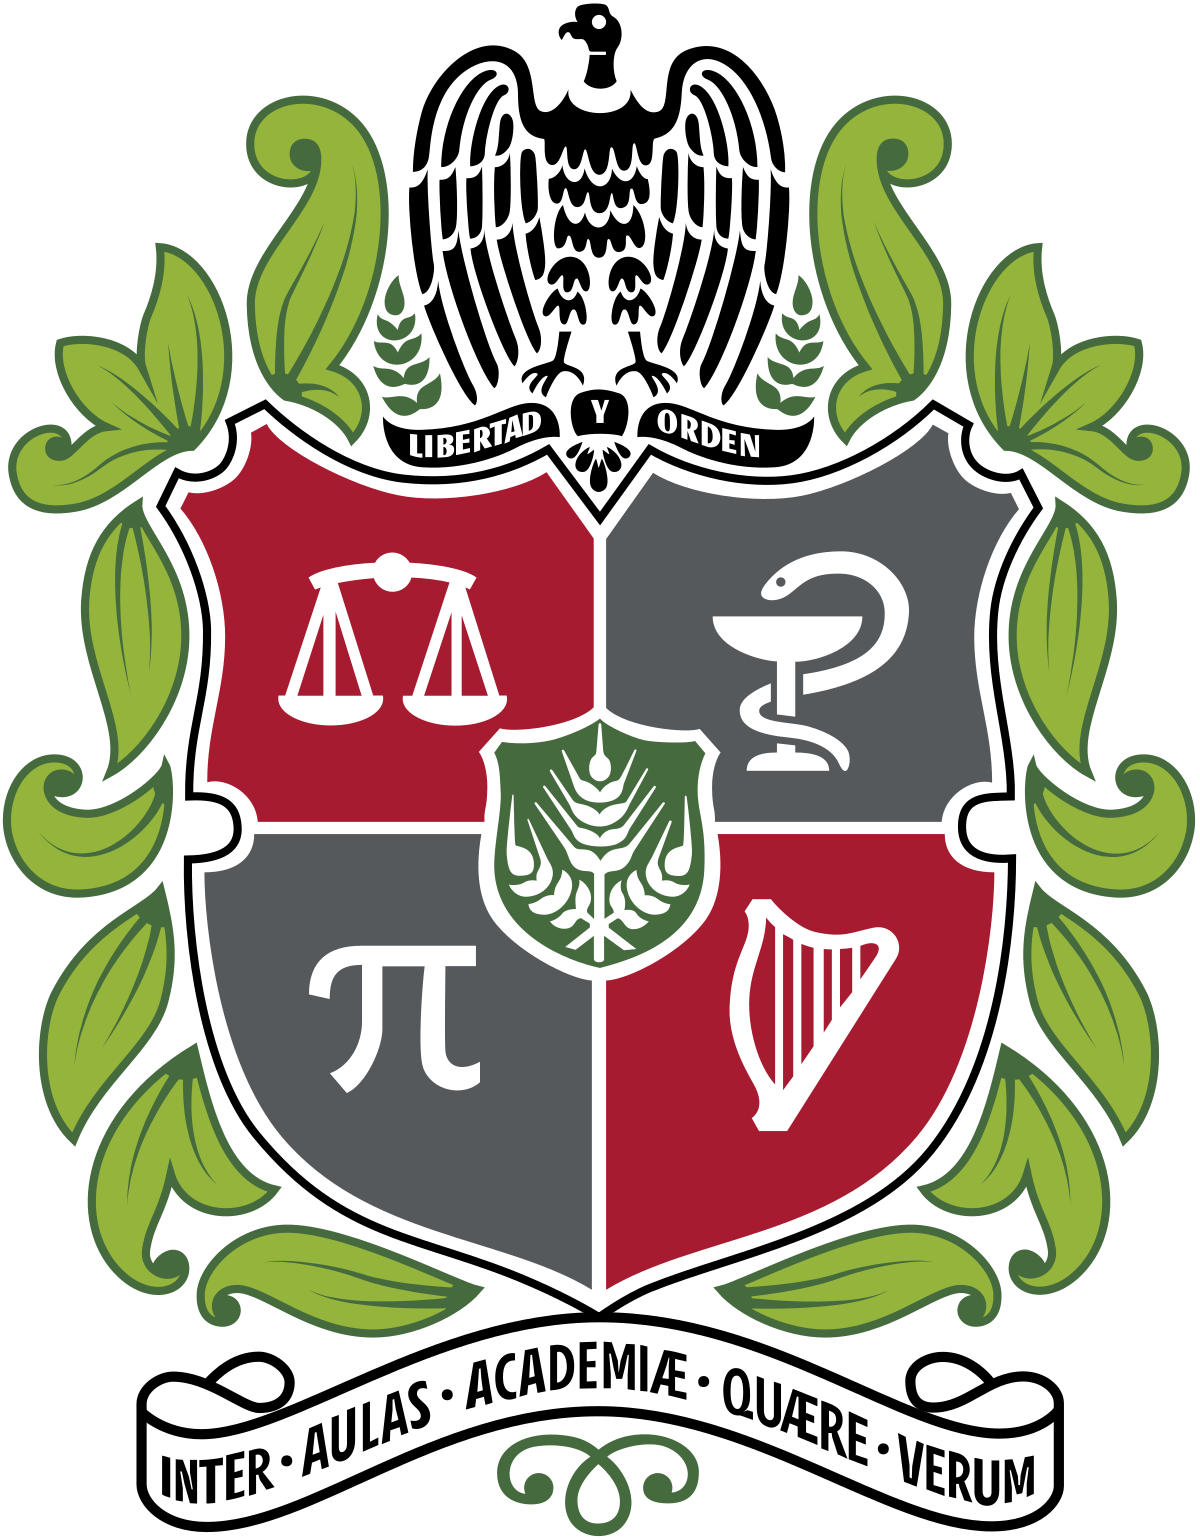 LIBERTAD Y ORDEN
π
INTER · AULAS · ACADEMIÆ · QUÆRE · VERUM